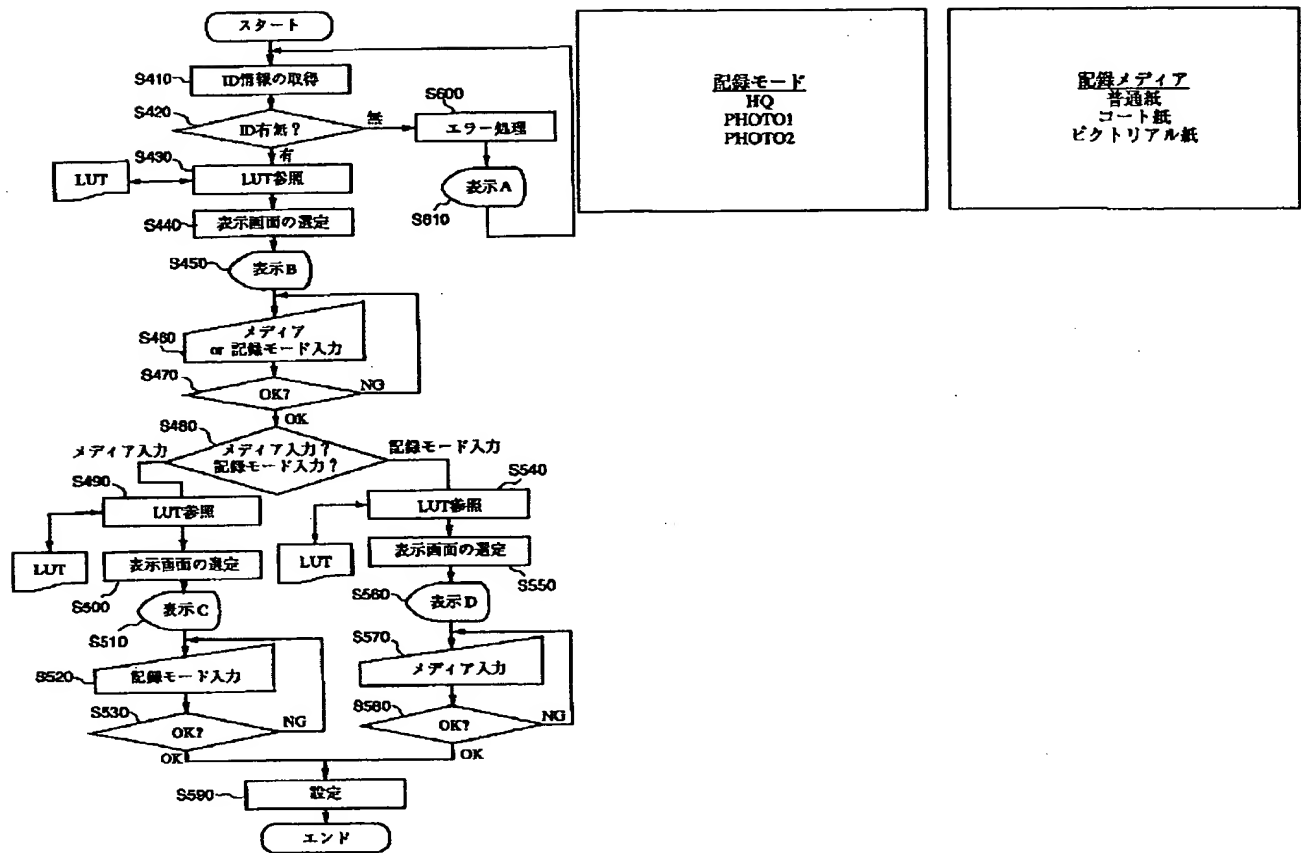 スタート
S410
ID情報の取得
S420
ID有無?
無
有
S600
エラー処理
表示A
S610
S430
LUT
LUT参照
S440
表示画面の選定
S450
表示B
S460
メディア
or 記録モード入力
S470
OK?
NG
OK
S480
メディア入力
メディア入力?
記録モード入力?
記録モード入力
S490
LUT参照
LUT
S500
表示画面の選定
S510
表示C
S520
記録モード入力
S530
OK?
NG
OK
S540
LUT参照
LUT
表示画面の選定
S550
S560
表示D
S570
メディア入力
S580
OK?
NG
OK
S590
設定
エンド
記録モード
HQ
PHOTO1
PHOTO2
記録メディア
普通紙
コート紙
ピクトリアル紙